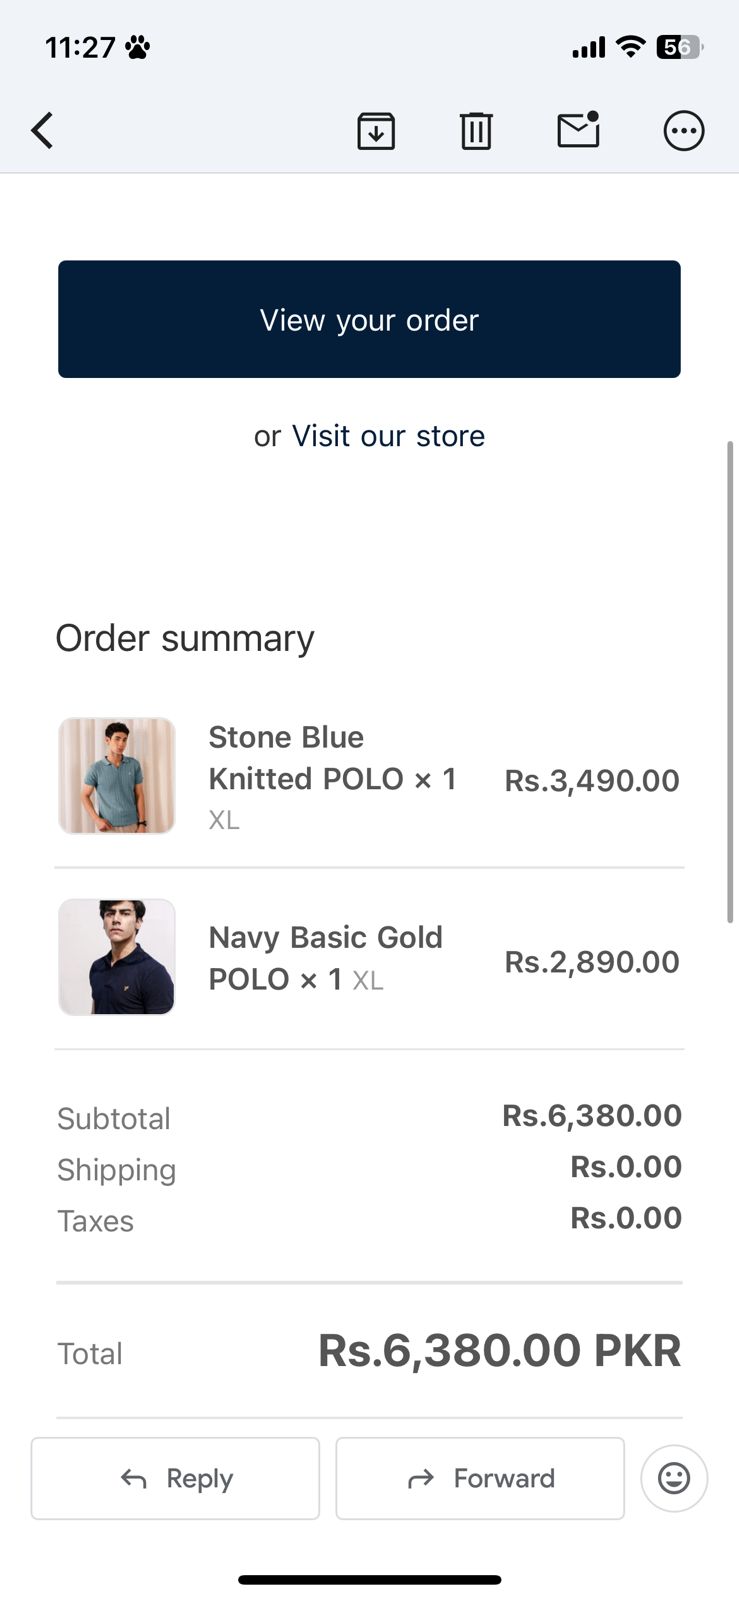 11:27
56
View your order
or Visit our store
Order summary
Stone Blue
Knitted POLO × 1
Rs.3,490.00
XL
Navy Basic Gold
POLO × 1 XL
Rs.2,890.00
Subtotal Rs.6,380.00
Shipping Rs.0.00
Taxes Rs.0.00
Total Rs.6,380.00 PKR
Reply Forward